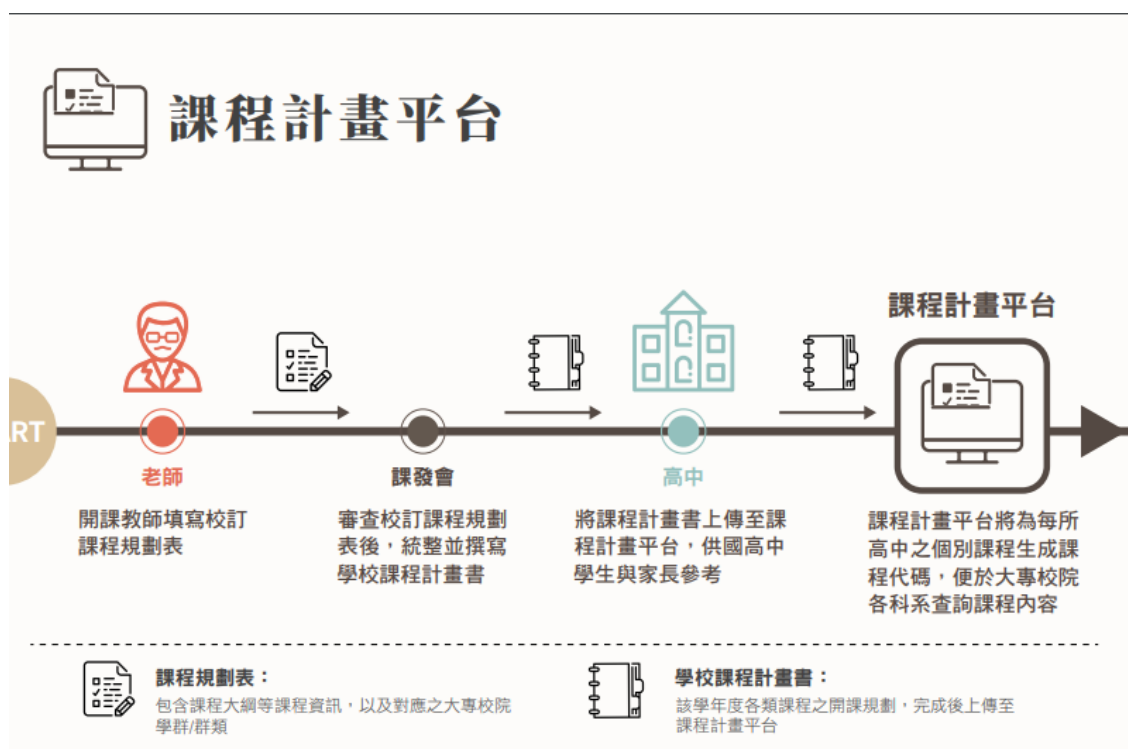 課程計畫平台
課程計畫平台
ART
老師
課發會
高中
開課教師填寫校訂
課程規劃表
審查校訂課程規劃
表後，統整並撰寫
學校課程計畫書
將課程計畫書上傳至課
程計畫平台，供國高中
學生與家長參考
課程計畫平台將為每所
高中之個別課程生成課
程代碼，便於大專校院
各科系查詢課程內容
課程規劃表：
包含課程大綱等課程資訊，以及對應之大專校院
學群/群類
學校課程計畫書：
該學年度各類課程之開課規劃，完成後上傳至
課程計畫平台